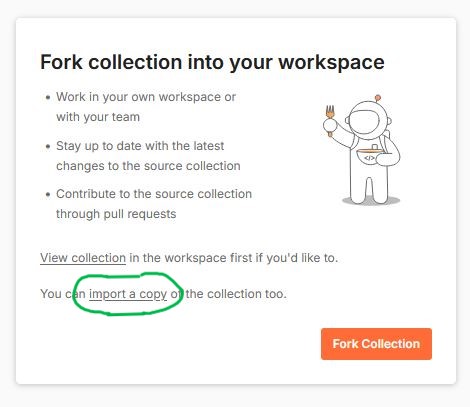 Fork collection into your workspace
• Work in your own workspace or
with your team
• Stay up to date with the latest
changes to the source collection
• Contribute to the source collection
through pull requests
View collection in the workspace first if you'd like to.
You can import a copy of the collection too.
Fork Collection